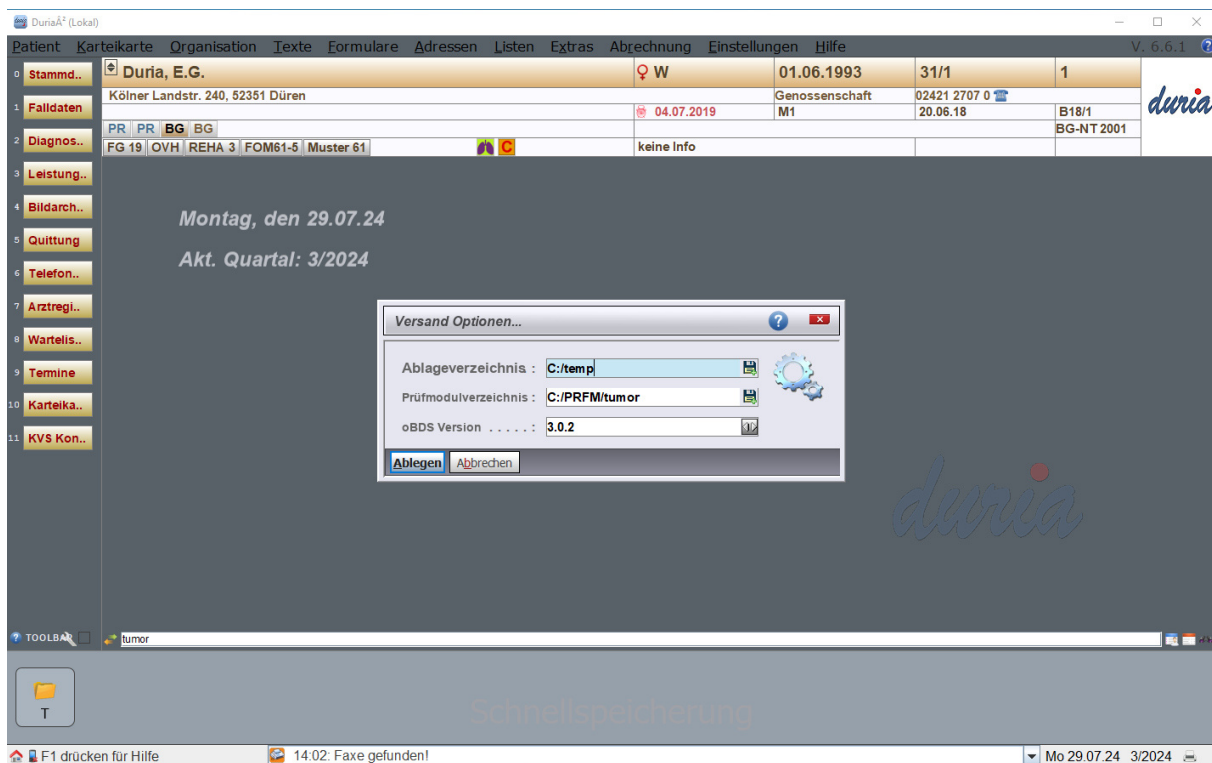 DuriaÂ² (Lokal)
Patient Karteikarte Organisation Texte Formulare Adressen Listen Extras Abrechnung Einstellungen Hilfe V. 6.6.1
0 Stammd..
Duria, E.G. W 01.06.1993 31/1 1
Kölner Landstr. 240, 52351 Düren Genossenschaft 02421 2707 0
duria
1 Falldaten
04.07.2019 M1 20.06.18 B18/1
PR PR BG BG BG-NT 2001
2 Diagnos..
FG 19 OVH REHA 3 FOM61-5 Muster 61 C keine Info
3 Leistung..
4 Bildarch..
Montag, den 29.07.24
5 Quittung
Akt. Quartal: 3/2024
6 Telefon..
7 Arztregi..
8 Wartelis..
9 Termine
10 Karteika..
11 KVS Kon..
Versand Optionen...
Ablageverzeichnis :
C:/temp
Prüfmodulverzeichnis :
C:/PRFM/tumor
oBDS Version . . . . . :
3.0.2
Ablegen Abbrechen
duria
TOOLBAR
tumor
T
Schnellspeicherung
F1 drücken für Hilfe 14:02: Faxe gefunden! Mo 29.07.24 3/2024